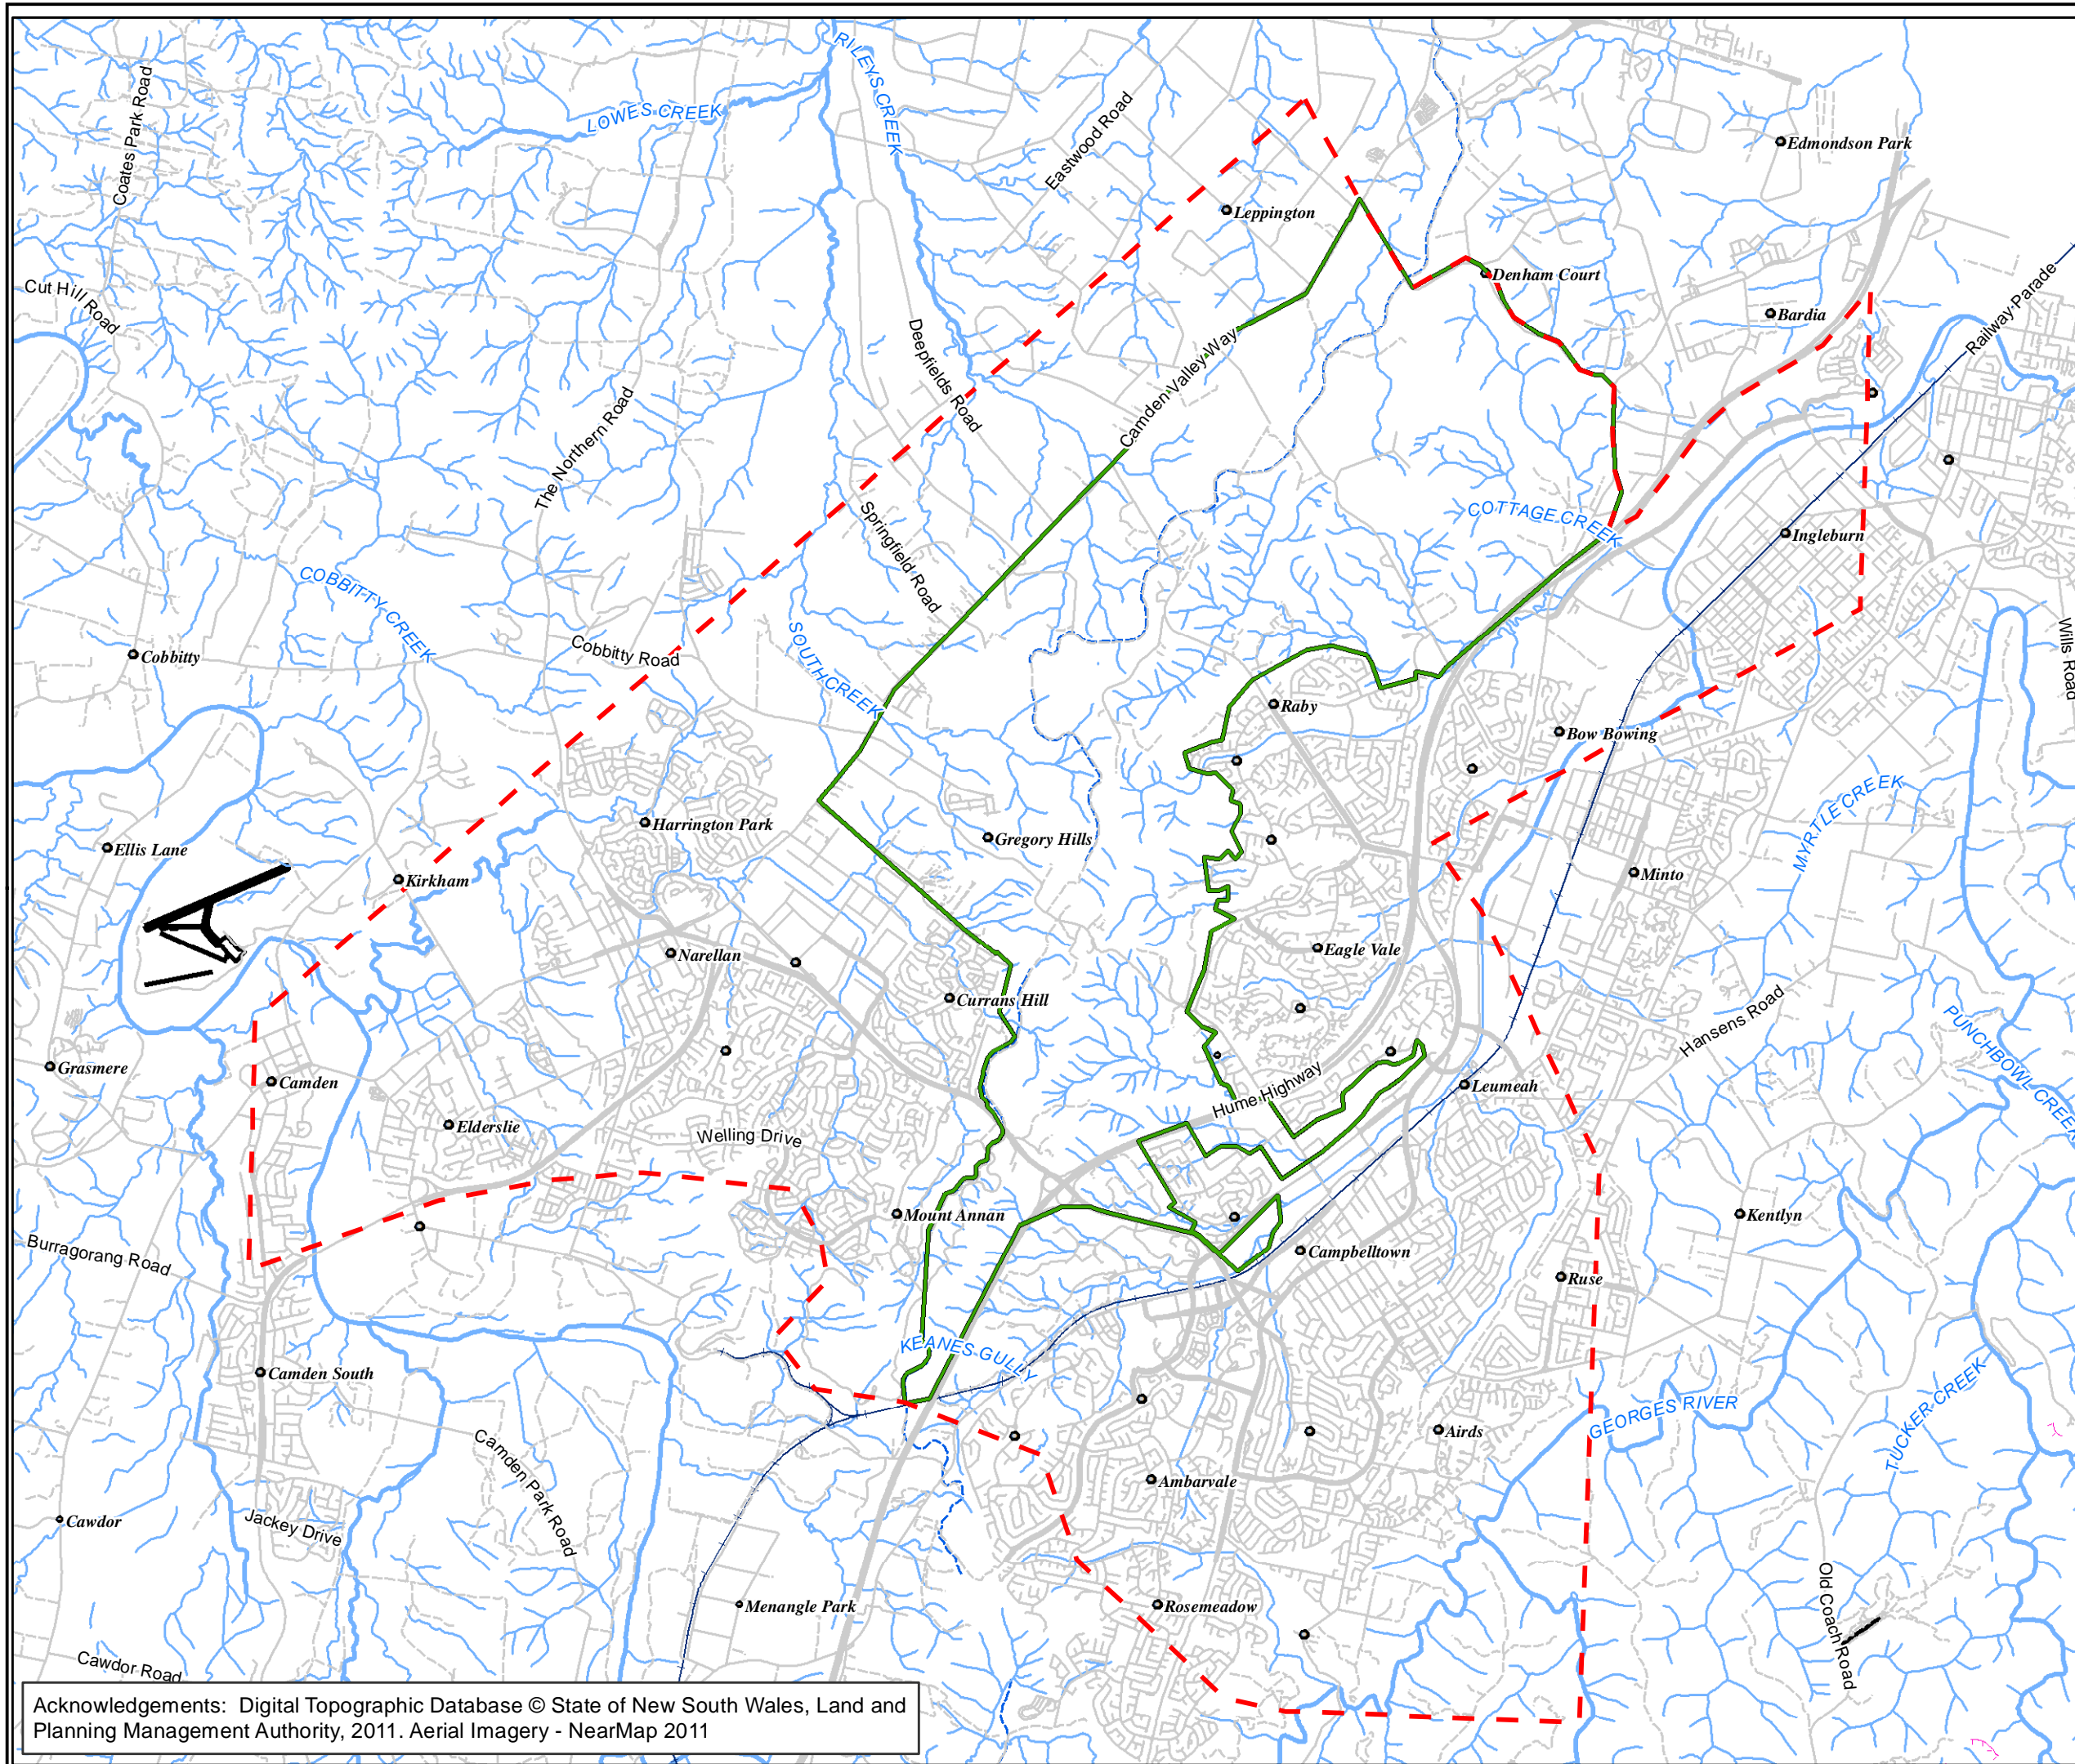 RILEYS CREEK
Coates Park Road
LOWES CREEK
Eastwood Road
Edmondson Park
Leppington
Denham Court
Cut Hill Road
Railway Parade
Bardia
Deepfields Road
Camden Valley Way
The Northern Road
Springfield Road
COTTAGE CREEK
Ingleburn
COBBITTY CREEK
Cobbitty
Cobbitty Road
SOUTH CREEK
Wills Road
Raby
Bow Bowing
MYRTLE CREEK
Harrington Park
Gregory Hills
Ellis Lane
Kirkham
Minto
Narellan
Eagle Vale
Currans Hill
Hansens Road
PUNCHBOWL CREEK
Grasmere
Camden
Hume Highway
Leumeah
Elderslie
Welling Drive
Mount Annan
Kentlyn
Burragorang Road
Campbelltown
Ruse
KEANES GULLY
Camden South
GEORGES RIVER
TUCKER CREEK
Camden Park Road
Airds
Ambarvale
Cawdor
Jackey Drive
Old Coach Road
Menangle Park
Rosemeadow
Cawdor Road
Acknowledgements: Digital Topographic Database © State of New South Wales, Land and
Planning Management Authority, 2011. Aerial Imagery - NearMap 2011